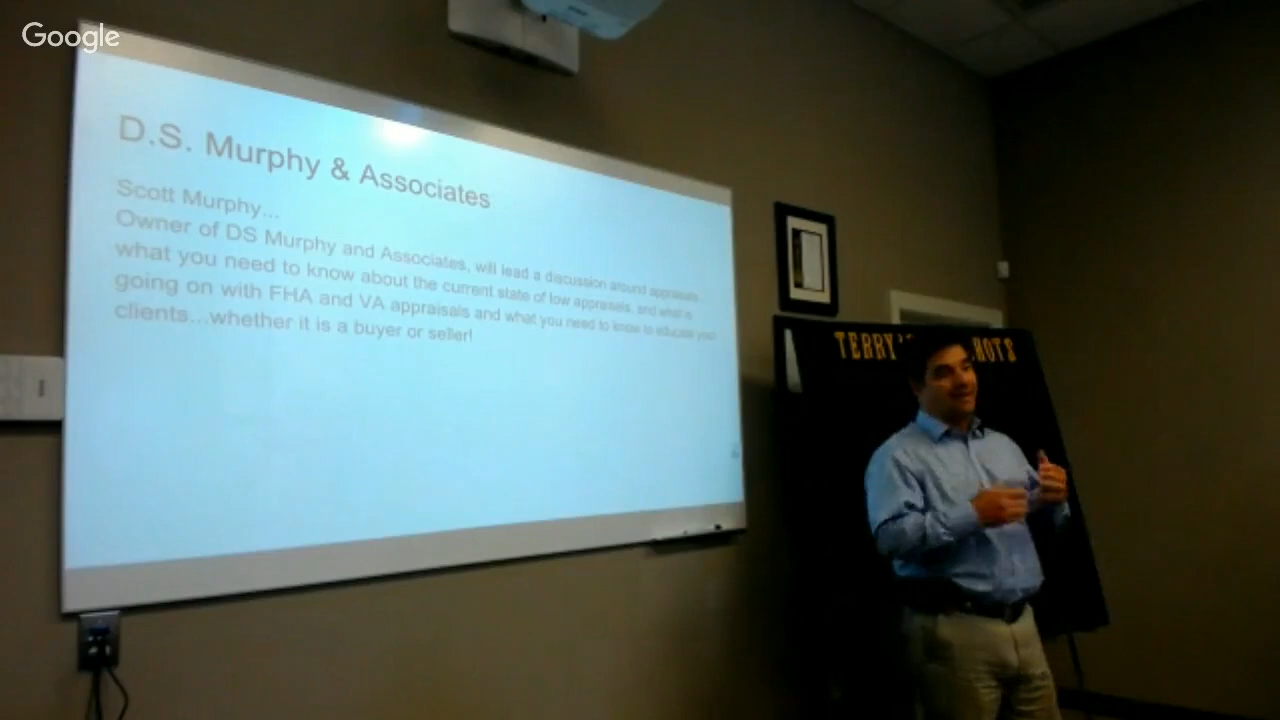 Google
D.S. Murphy & Associates
Scott Murphy...
Owner of DS Murphy and Associates, will lead a discussion around appraisals
what you need to know about the current state of low appraisals, and what is
going on with FHA and VA appraisals and what you need to know to educate your
clients...whether it is a buyer or seller!
TERRY'S HOTS